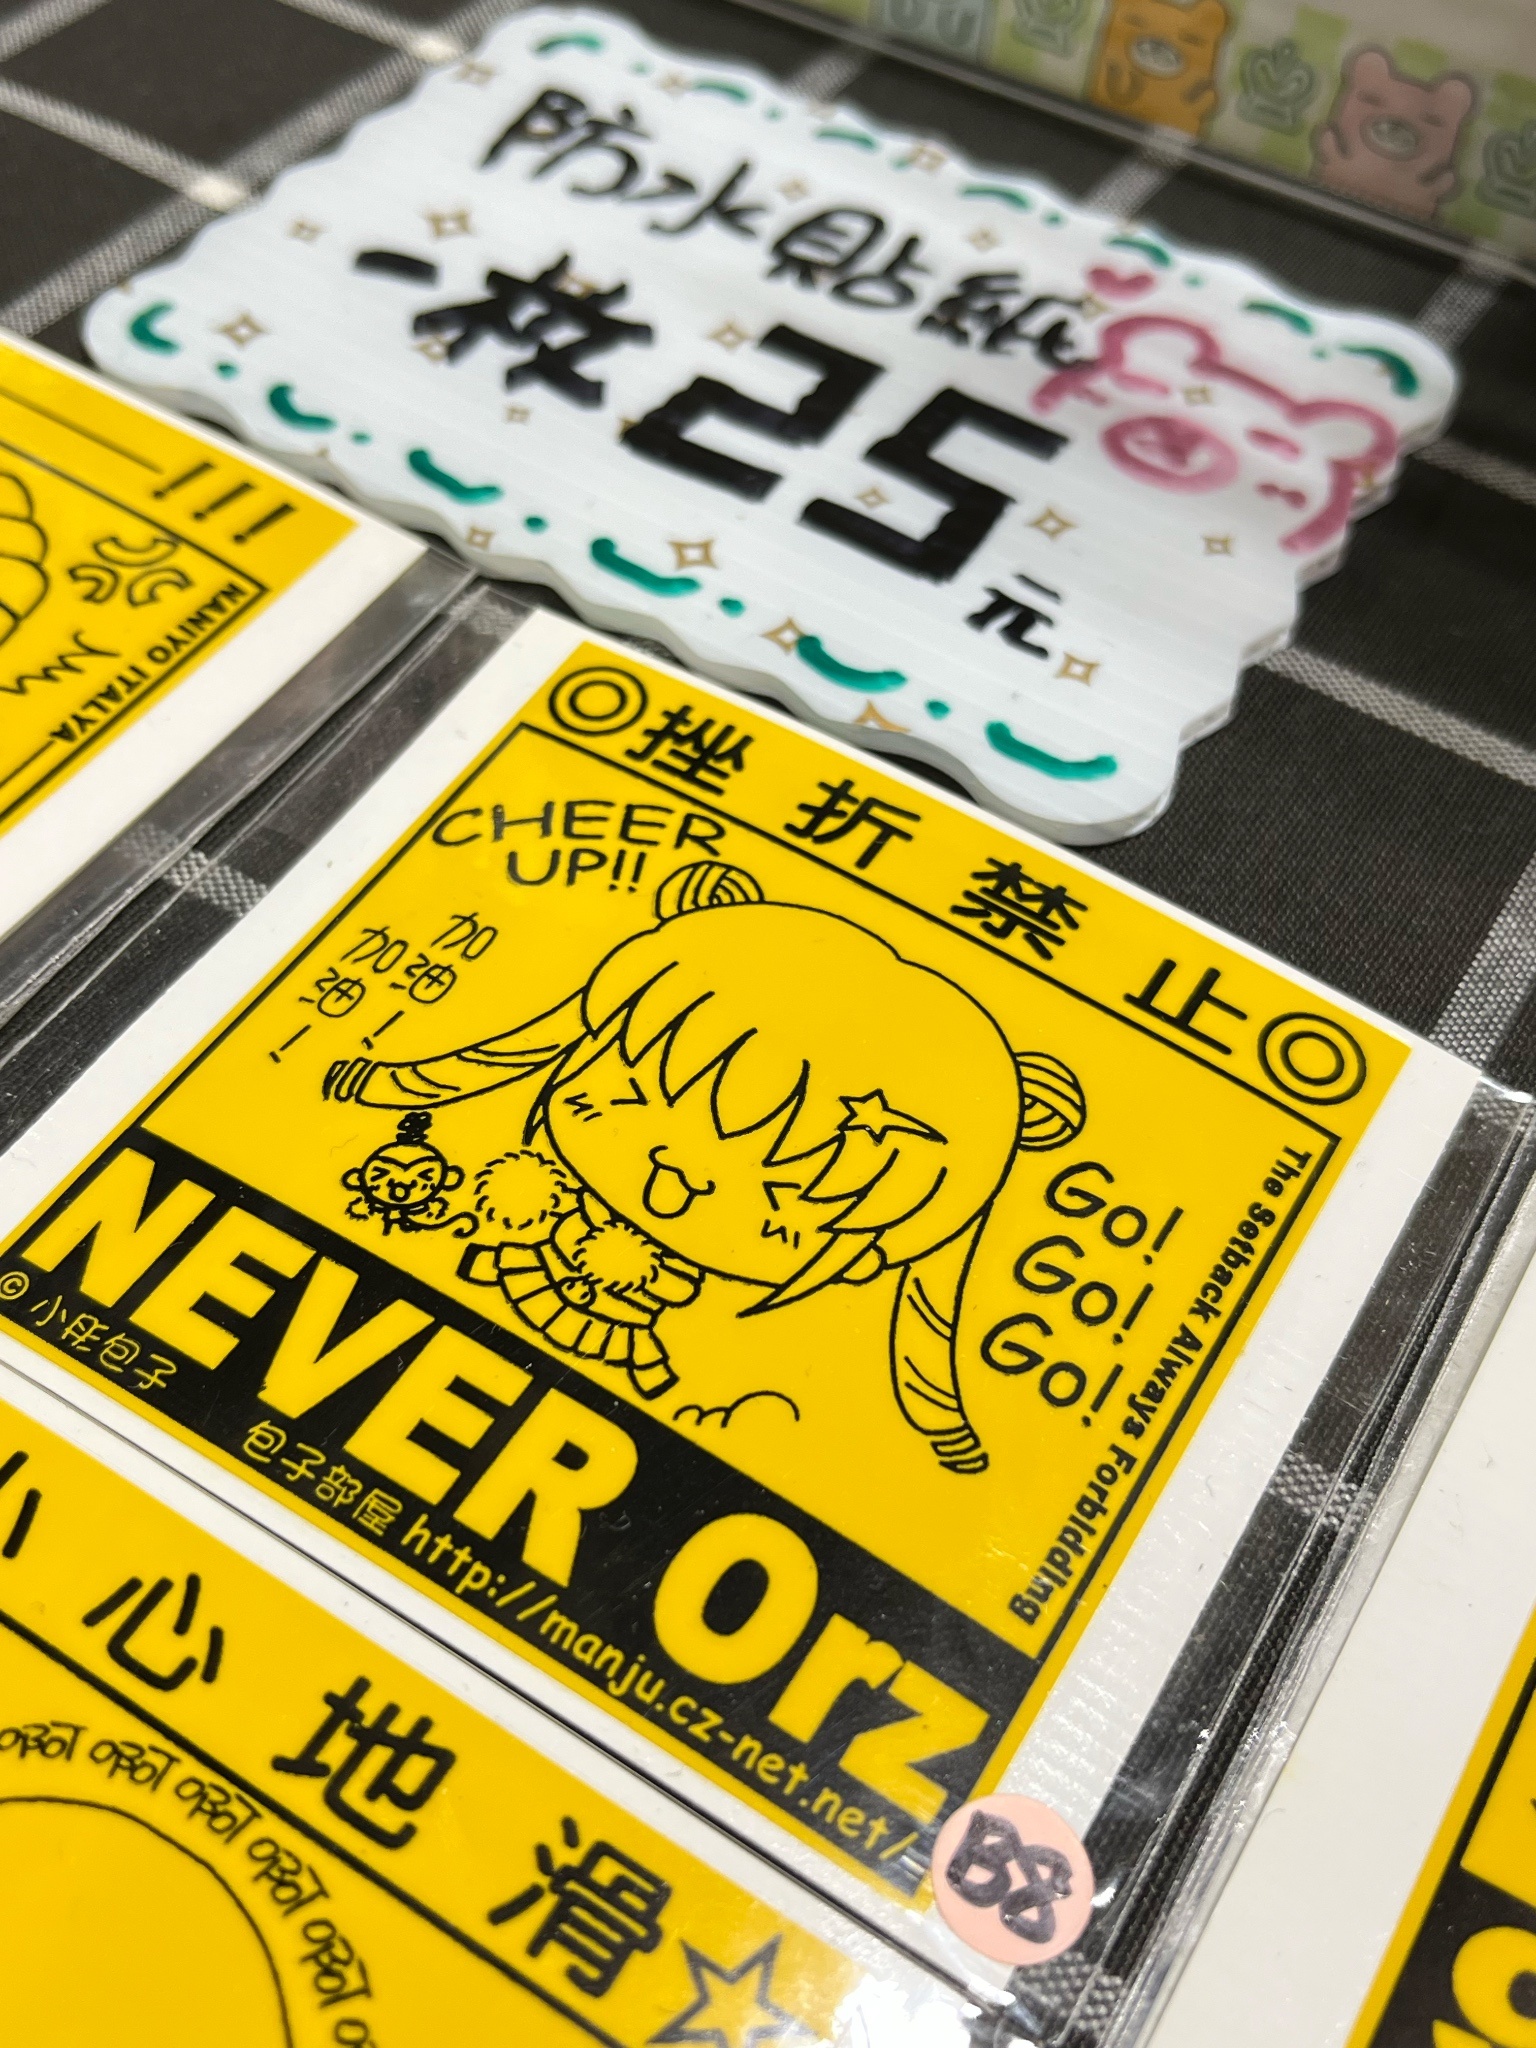 防水貼紙
一枚25元
!!!
NANIYO ITALYA
◎挫折禁止◎
CHEER
UP!!
加油!
加油!
Go!
Go!
Go!
The Setback Always Forbidding
NEVER Orz
© 小肜包子
包子部屋 http://manju.cz-net.net/
B8
小心地滑☆